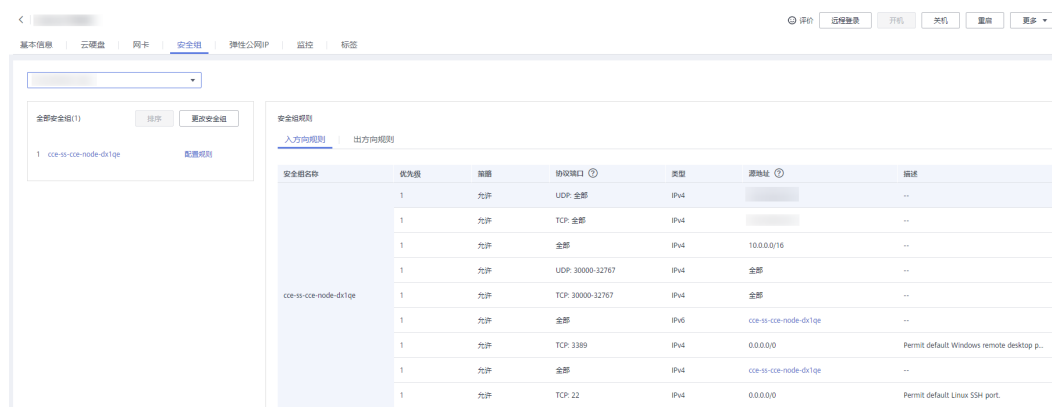 评价 远程登录 开机 关机 重启 更多
基本信息 云硬盘 网卡 安全组 弹性公网IP 监控 标签
全部安全组(1) 排序 更改安全组
1 cce-ss-cce-node-dx1qe 配置规则
安全组规则
入方向规则 出方向规则
安全组名称 优先级 策略 协议端口 类型 源地址 描述
1 允许 UDP: 全部 IPv4 --
1 允许 TCP: 全部 IPv4 --
1 允许 全部 IPv4 10.0.0.0/16 --
1 允许 UDP: 30000-32767 IPv4 全部 --
cce-ss-cce-node-dx1qe 1 允许 TCP: 30000-32767 IPv4 全部 --
1 允许 全部 IPv6 cce-ss-cce-node-dx1qe --
1 允许 TCP: 3389 IPv4 0.0.0.0/0 Permit default Windows remote desktop p...
1 允许 全部 IPv4 cce-ss-cce-node-dx1qe --
1 允许 TCP: 22 IPv4 0.0.0.0/0 Permit default Linux SSH port.